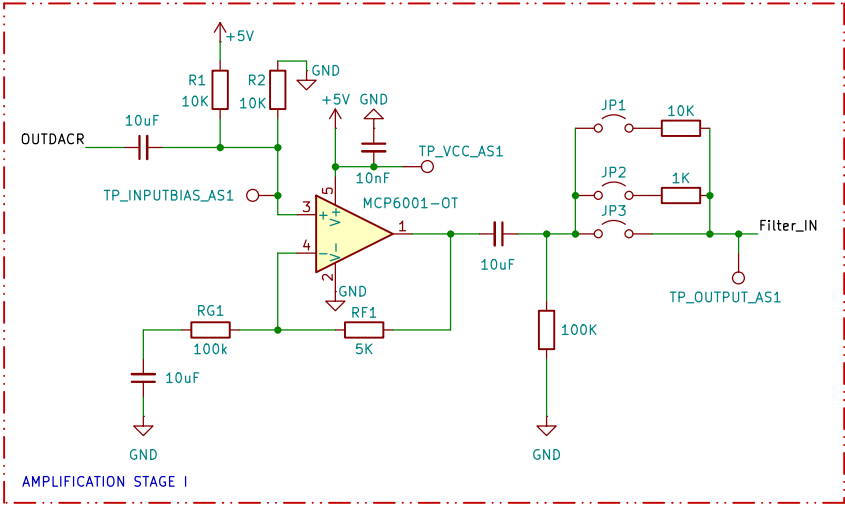 +5V
R1
10K
R2
10K
GND
10uF
OUTDACR
+5V
GND
10nF
TP_VCC_AS1
TP_INPUTBIAS_AS1
MCP6001-OT
3
+
V+
5
1
4
-
V-
2
GND
RG1
100k
RF1
5K
10uF
GND
10uF
100K
GND
JP1
10K
JP2
1K
JP3
Filter_IN
TP_OUTPUT_AS1
AMPLIFICATION STAGE I